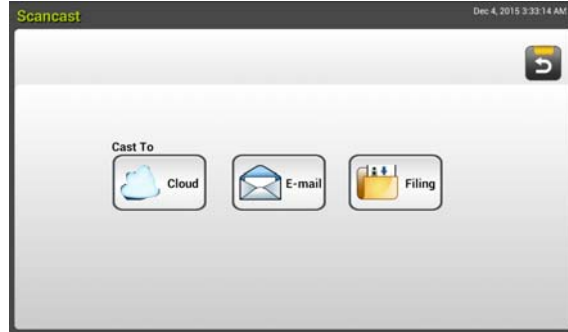 Scancast
Dec 4, 2015 3:33:14 AM
Cast To
Cloud
E-mail
Filing